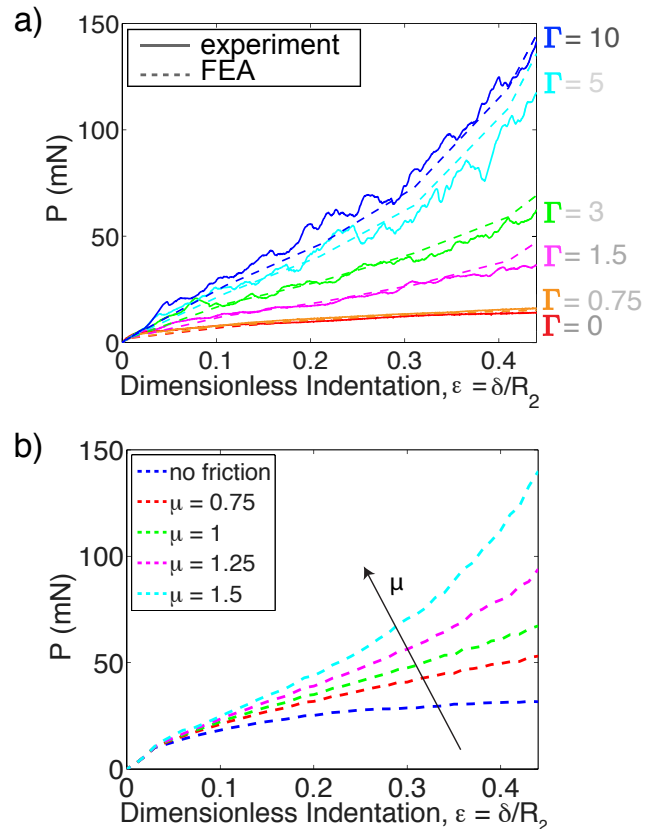 a)
150
100
50
0
P (mN)
experiment
FEA
Γ = 10
Γ = 5
Γ = 3
Γ = 1.5
Γ = 0.75
Γ = 0
0 0.1 0.2 0.3 0.4
Dimensionless Indentation, ε = δ/R₂
b)
150
100
50
0
P (mN)
no friction
μ = 0.75
μ = 1
μ = 1.25
μ = 1.5
μ
0 0.1 0.2 0.3 0.4
Dimensionless Indentation, ε = δ/R₂